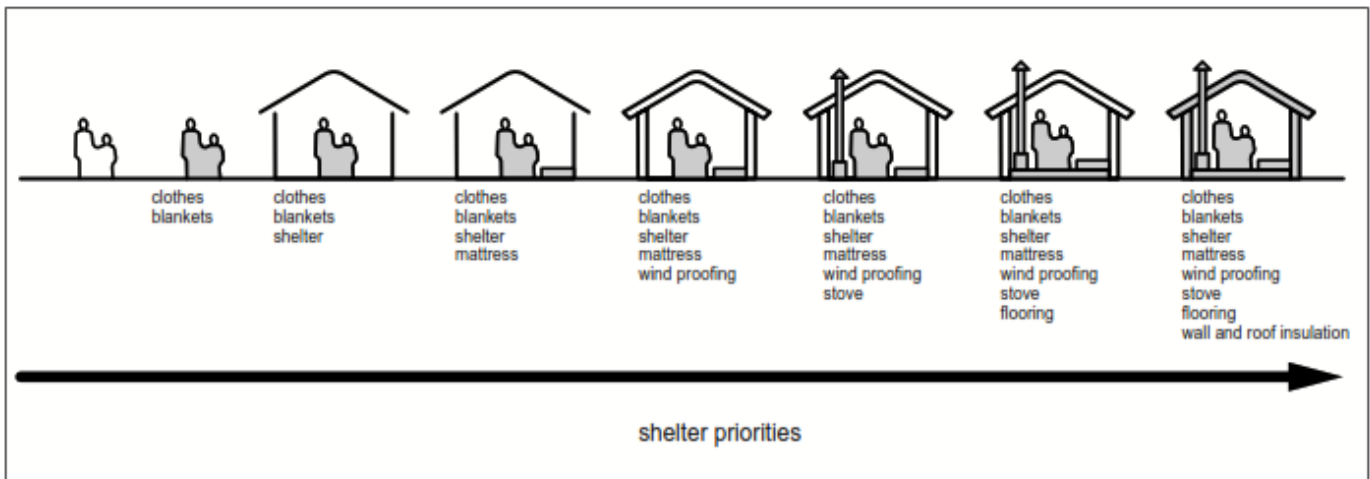 clothes
blankets
clothes
blankets
shelter
clothes
blankets
shelter
mattress
clothes
blankets
shelter
mattress
wind proofing
clothes
blankets
shelter
mattress
wind proofing
stove
clothes
blankets
shelter
mattress
wind proofing
stove
flooring
clothes
blankets
shelter
mattress
wind proofing
stove
flooring
wall and roof insulation
shelter priorities